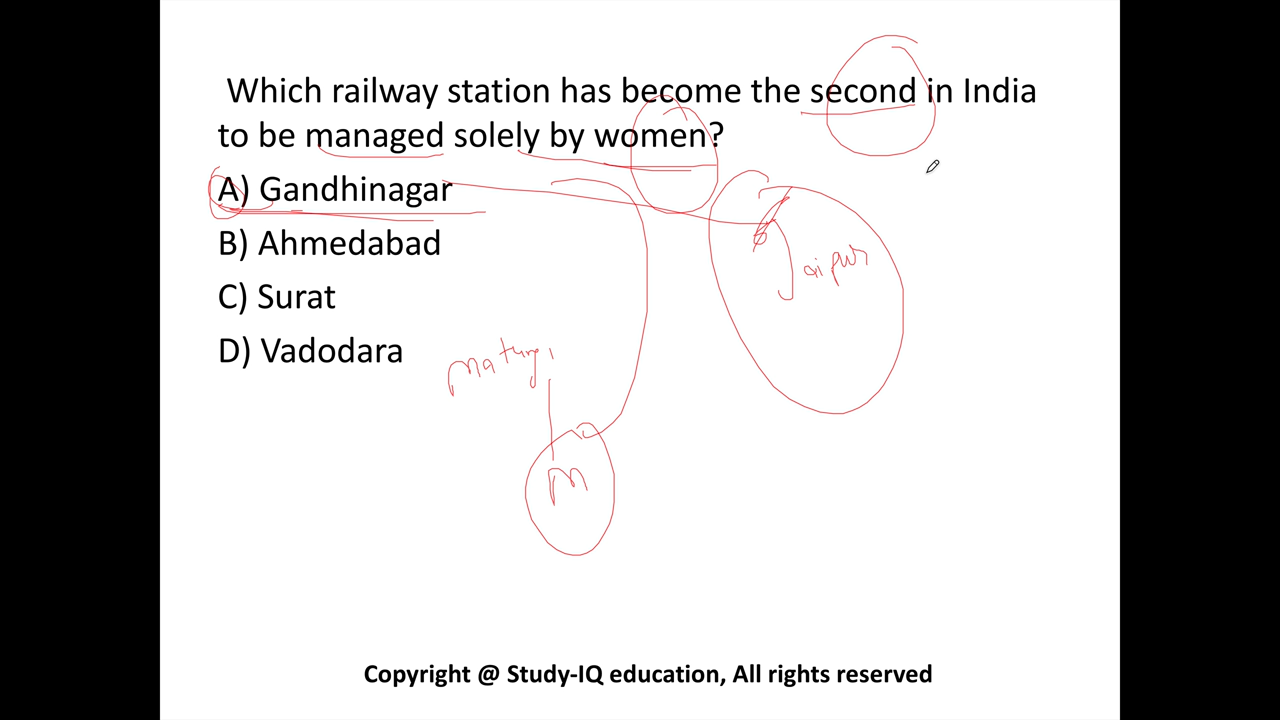 Which railway station has become the second in India
to be managed solely by women?
A) Gandhinagar
B) Ahmedabad
C) Surat
D) Vadodara
Jaipur
M
Copyright @ Study-IQ education, All rights reserved